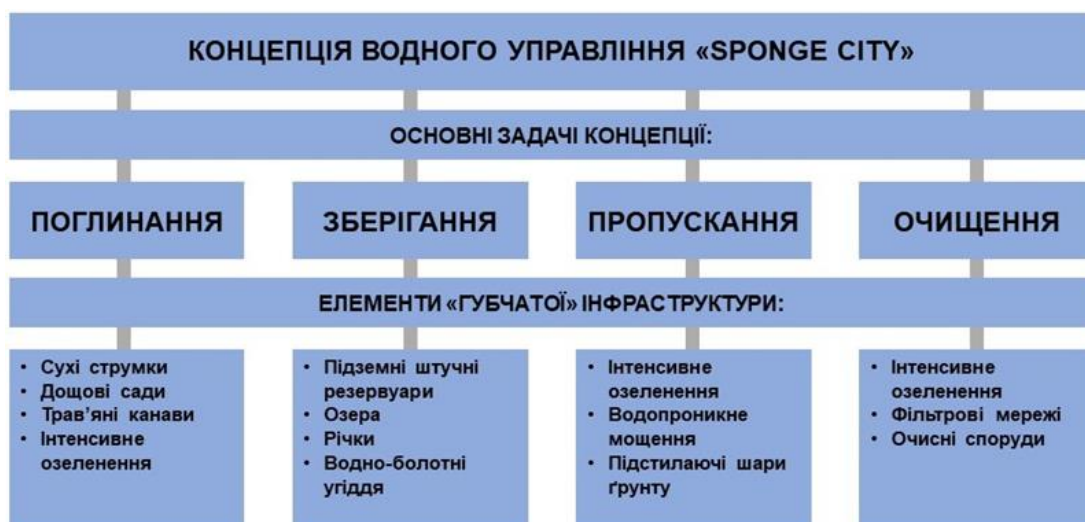 КОНЦЕПЦІЯ ВОДНОГО УПРАВЛІННЯ «SPONGE CITY»
ОСНОВНІ ЗАДАЧІ КОНЦЕПЦІЇ:
ПОГЛИНАННЯ
ЗБЕРІГАННЯ
ПРОПУСКАННЯ
ОЧИЩЕННЯ
ЕЛЕМЕНТИ «ГУБЧАТОЇ» ІНФРАСТРУКТУРИ:
• Сухі струмки
• Дощові сади
• Трав’яні канави
• Інтенсивне
озеленення
• Підземні штучні
резервуари
• Озера
• Річки
• Водно-болотні
угіддя
• Інтенсивне
озеленення
• Водопроникне
мощення
• Підстилаючі шари
ґрунту
• Інтенсивне
озеленення
• Фільтрові мережі
• Очисні споруди